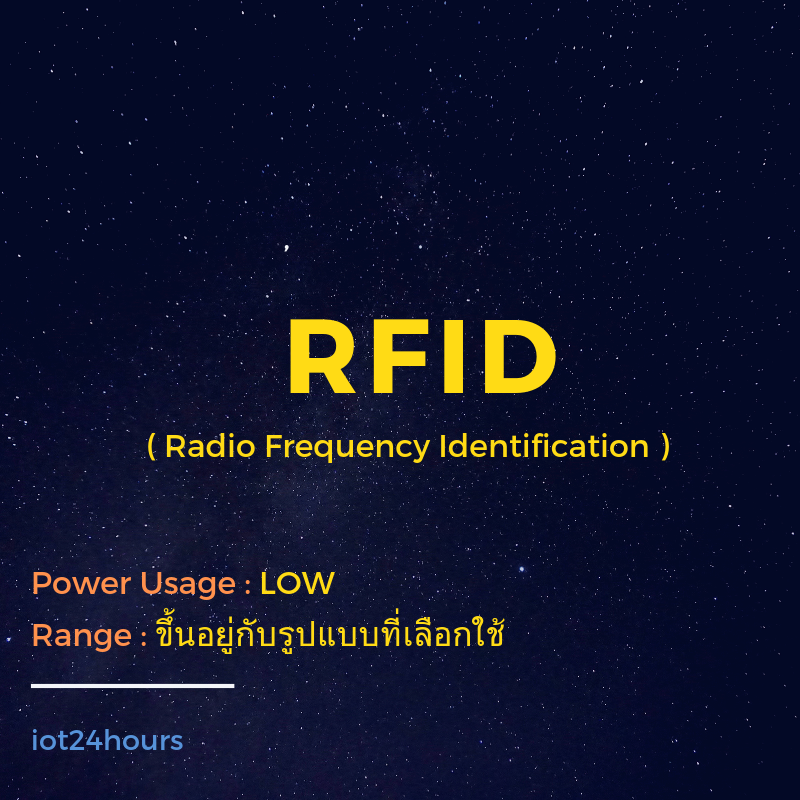 RFID
( Radio Frequency Identification )
Power Usage : LOW
Range : ขึ้นอยู่กับรูปแบบที่เลือกใช้
iot24hours